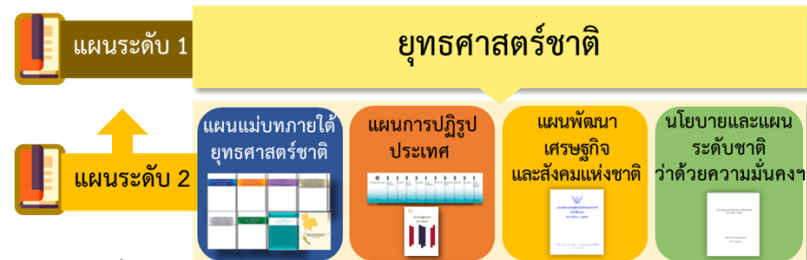 แผนระดับ 1
ยุทธศาสตร์ชาติ
แผนระดับ 2
แผนแม่บทภายใต้
ยุทธศาสตร์ชาติ
แผนการปฏิรูป
ประเทศ
แผนพัฒนา
เศรษฐกิจ
และสังคมแห่งชาติ
นโยบายและแผน
ระดับชาติ
ว่าด้วยความมั่นคงฯ